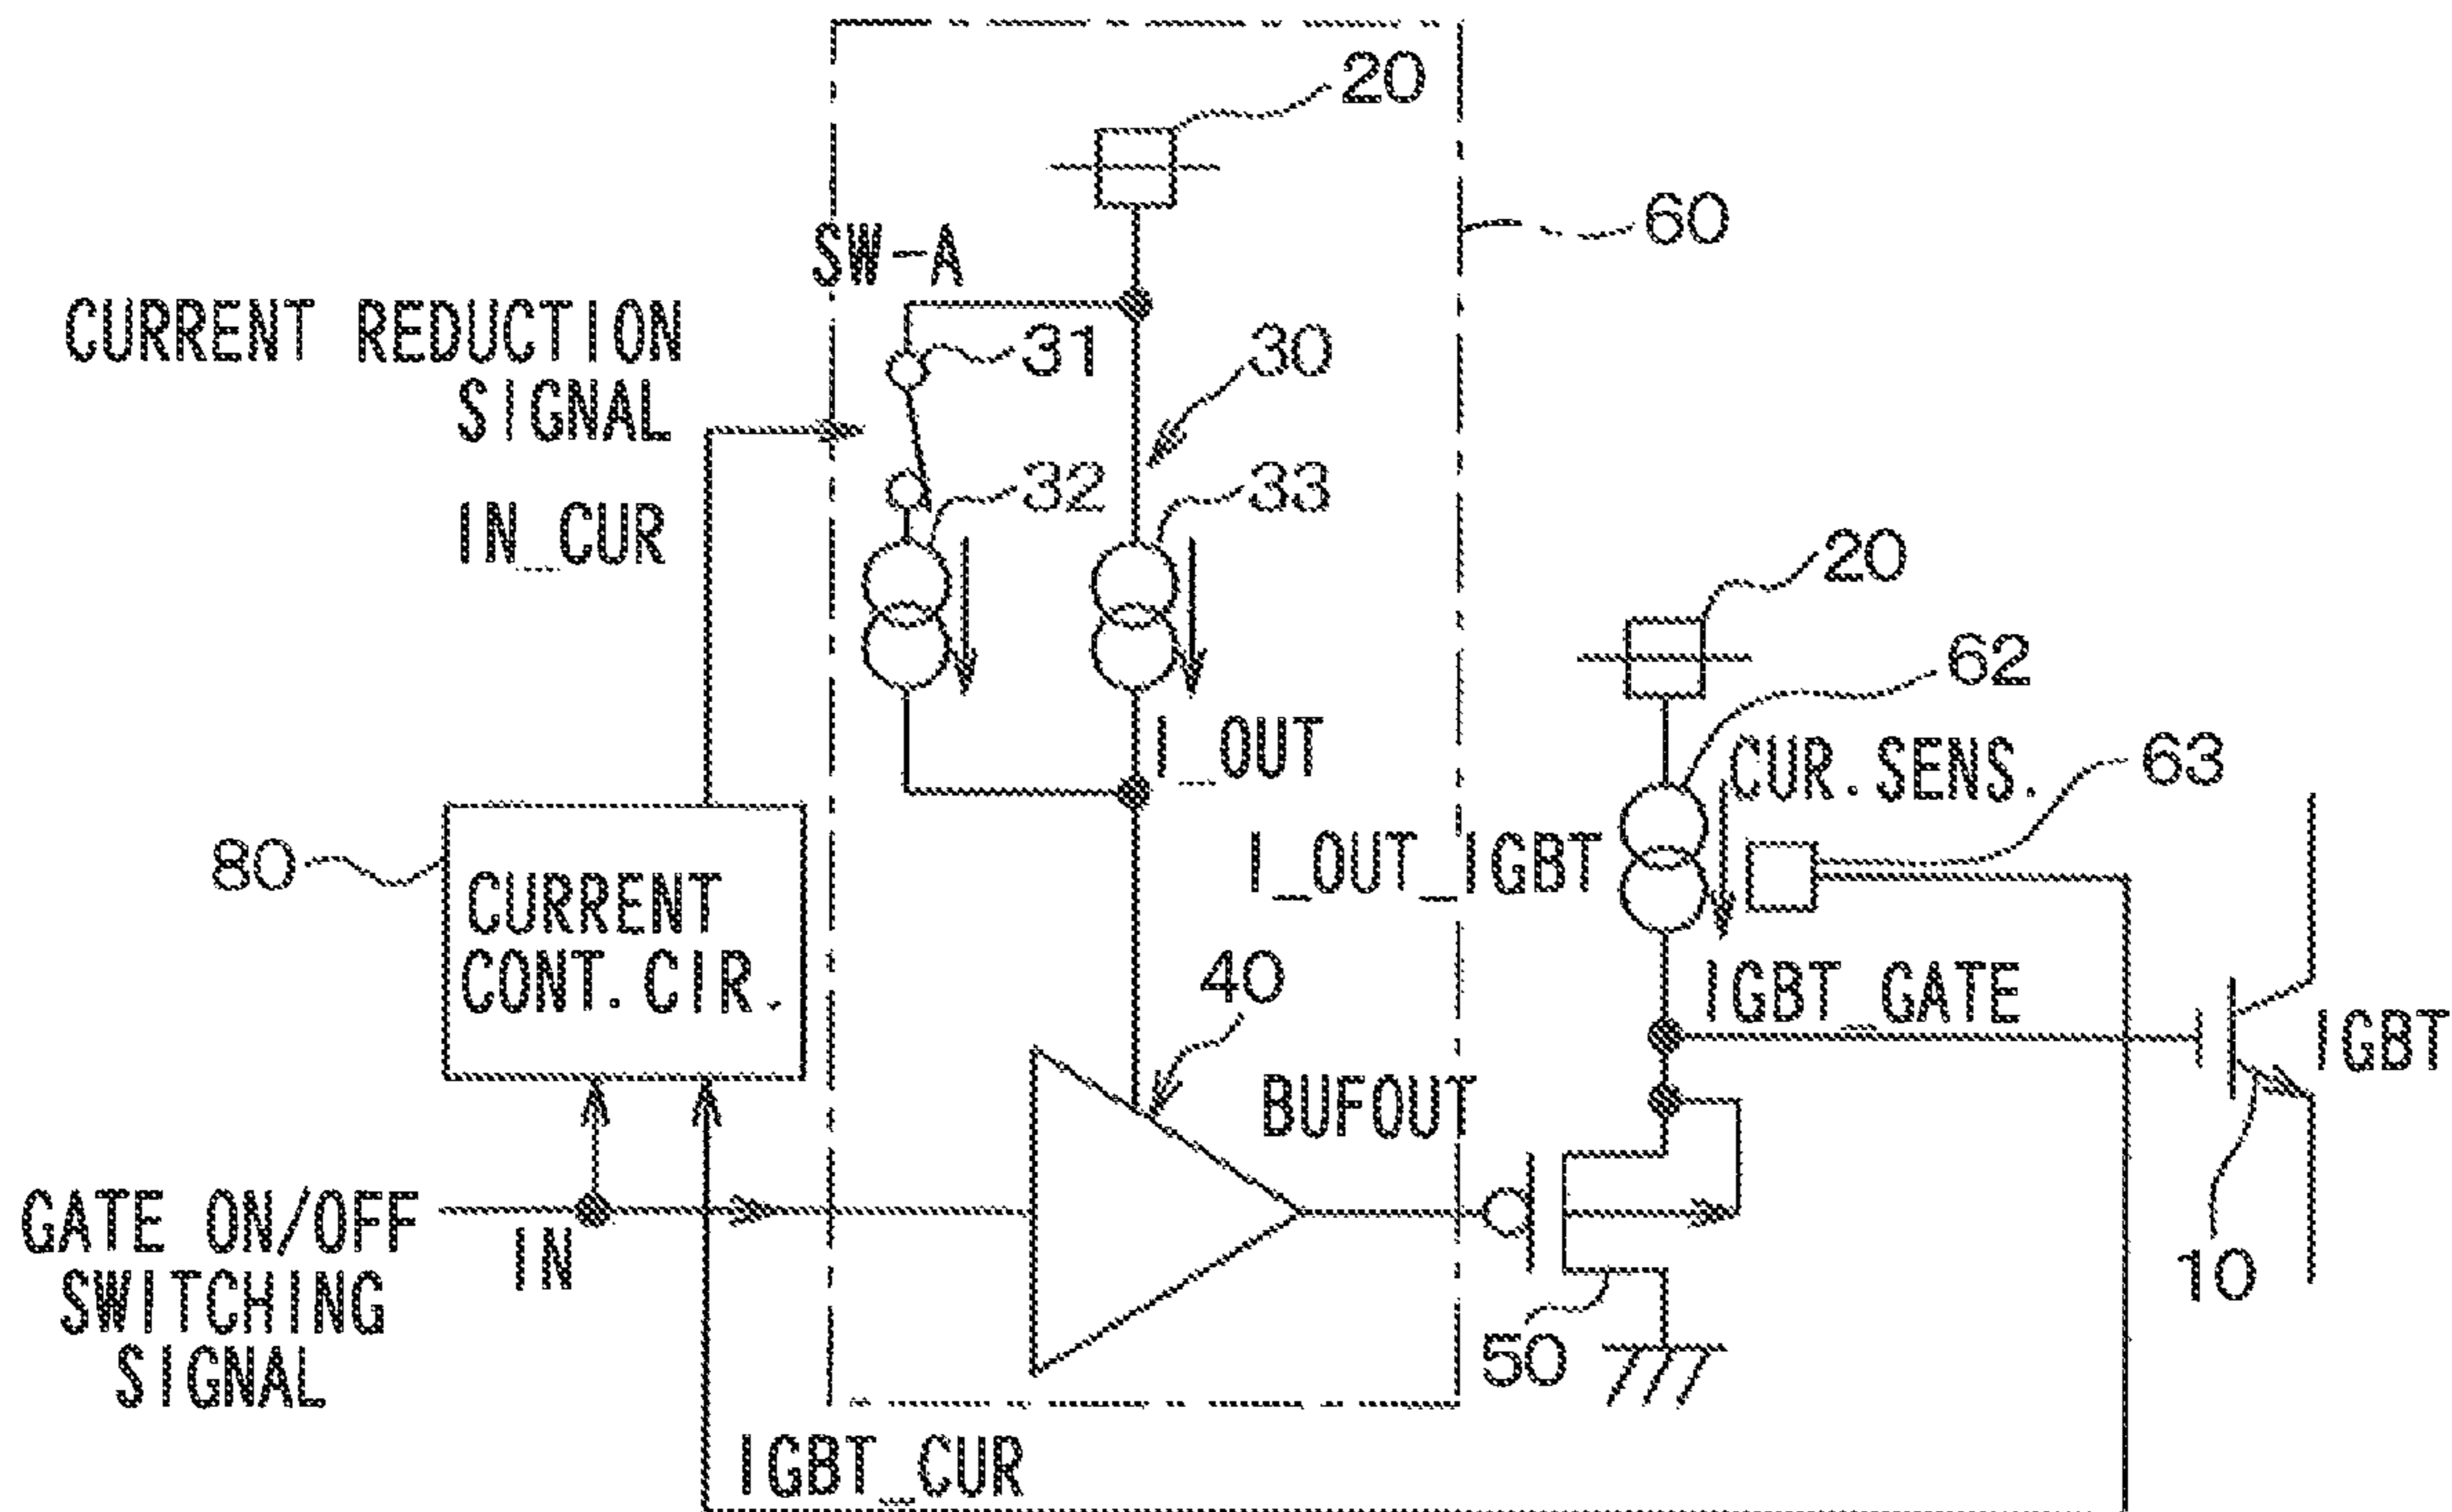 20
60
SW-A
CURRENT REDUCTION
SIGNAL
IN_CUR
31
30
32
33
20
62
I_OUT
CUR.SENS.
63
I_OUT_IGBT
80
CURRENT
CONT.CIR.
40
IGBT_GATE
IGBT
BUFOUT
GATE ON/OFF
SWITCHING
SIGNAL
IN
10
50
IGBT_CUR